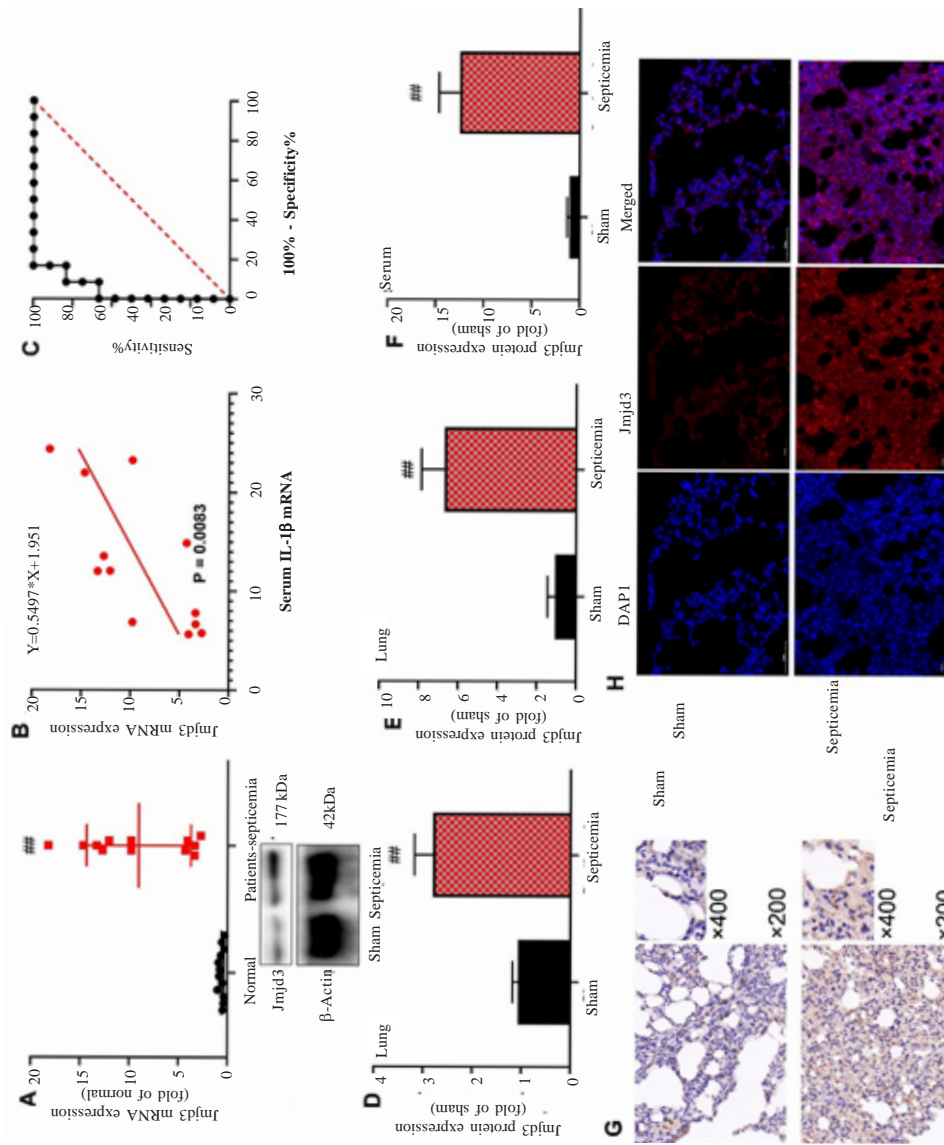 A
Jmjd3 mRNA expression
(fold of normal)
20
15
10
5
0
##
Normal
Patients-septicemia
B
Jmjd3 mRNA expression
20
15
10
5
0
Y=0.5497*X+1.951
P = 0.0083
0
10
20
30
Serum IL-1β mRNA
C
Sensitivity%
100
80
60
40
20
0
0
20
40
60
80
100
100% - Specificity%
Jmjd3
177 kDa
β-Actin
42kDa
Sham Septicemia
D
Jmjd3 protein expression
(fold of sham)
Lung
4
3
2
1
0
##
Sham
Septicemia
E
Jmjd3 protein expression
(fold of sham)
Lung
10
8
6
4
2
0
##
Sham
Septicemia
F
Jmjd3 protein expression
(fold of sham)
Serum
20
15
10
5
0
##
Sham
Septicemia
G
Sham
×400
×200
Septicemia
×400
×200
H
DAP1
Jmjd3
Merged
Sham
Septicemia